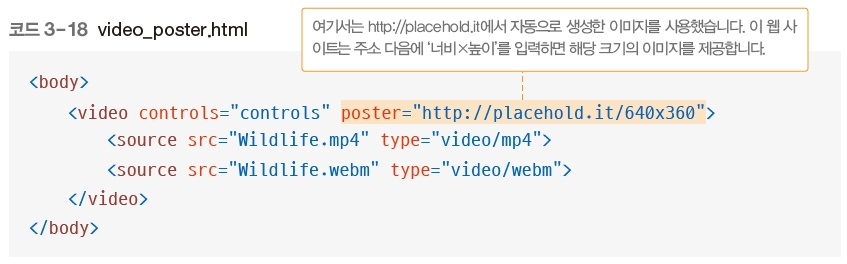 코드 3-18 video_poster.html
여기서는 http://placehold.it에서 자동으로 생성한 이미지를 사용했습니다. 이 웹 사
이트는 주소 다음에 ‘너비×높이’를 입력하면 해당 크기의 이미지를 제공합니다.
<body>
<video controls="controls" poster="http://placehold.it/640x360">
<source src="Wildlife.mp4" type="video/mp4">
<source src="Wildlife.webm" type="video/webm">
</video>
</body>